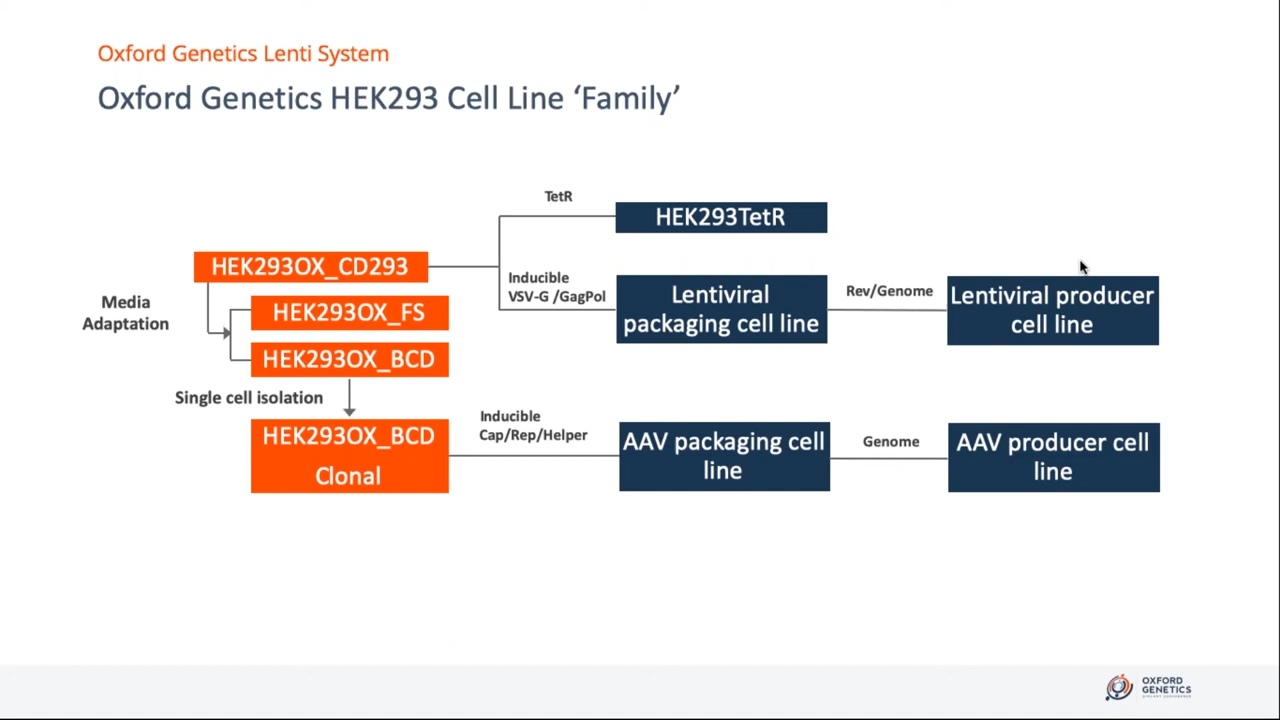 Oxford Genetics Lenti System
Oxford Genetics HEK293 Cell Line ‘Family’
TetR
HEK293TetR
HEK293OX_CD293
Inducible
VSV-G /GagPol
Lentiviral
packaging cell line
Rev/Genome
Lentiviral producer
cell line
Media
Adaptation
HEK293OX_FS
HEK293OX_BCD
Single cell isolation
HEK293OX_BCD
Clonal
Inducible
Cap/Rep/Helper
AAV packaging cell
line
Genome
AAV producer cell
line
OXFORD
GENETICS